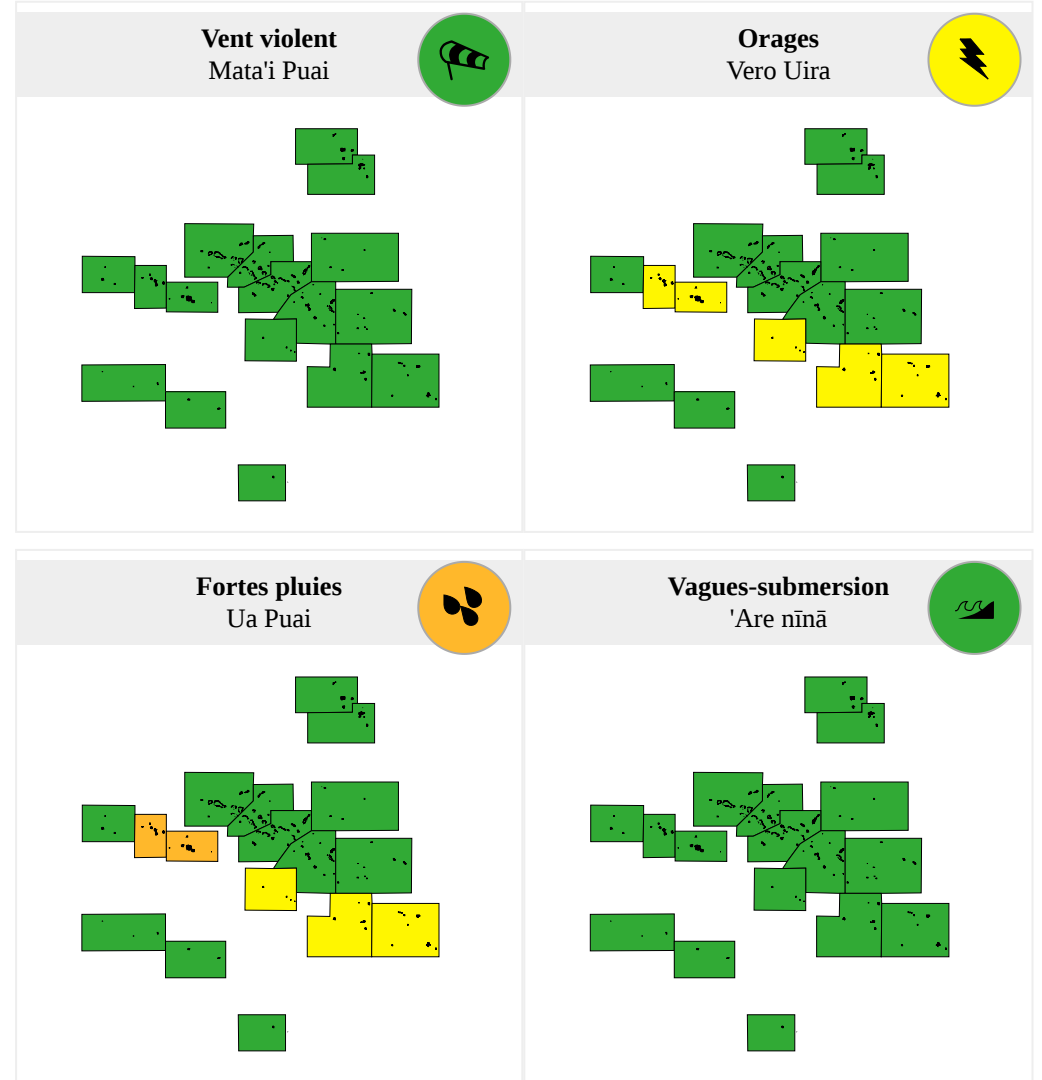 Vent violent
Mata'i Puai
Orages
Vero Uira
Fortes pluies
Ua Puai
Vagues-submersion
'Are nīnā